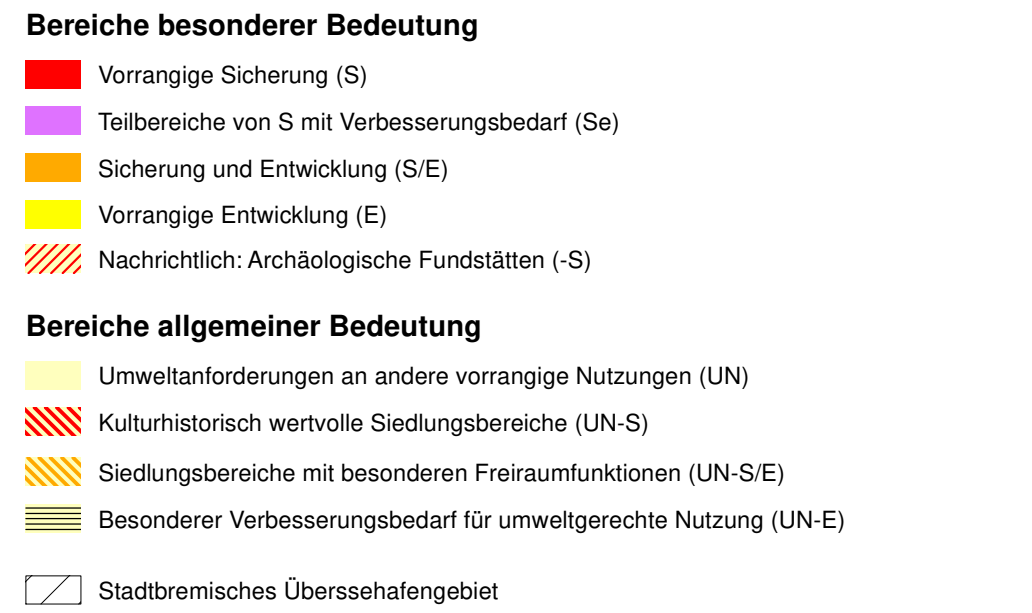 Bereiche besonderer Bedeutung
Vorrangige Sicherung (S)
Teilbereiche von S mit Verbesserungsbedarf (Se)
Sicherung und Entwicklung (S/E)
Vorrangige Entwicklung (E)
Nachrichtlich: Archäologische Fundstätten (-S)
Bereiche allgemeiner Bedeutung
Umweltanforderungen an andere vorrangige Nutzungen (UN)
Kulturhistorisch wertvolle Siedlungsbereiche (UN-S)
Siedlungsbereiche mit besonderen Freiraumfunktionen (UN-S/E)
Besonderer Verbesserungsbedarf für umweltgerechte Nutzung (UN-E)
Stadtbremisches Überssehafengebiet